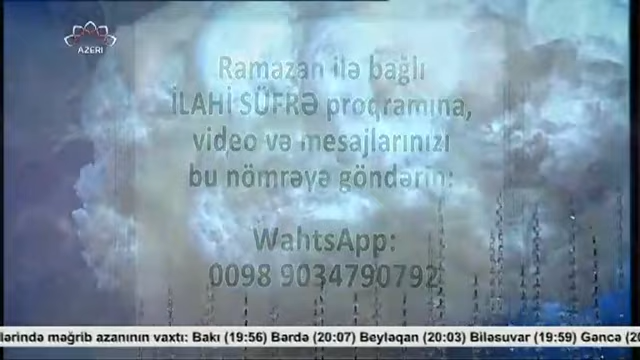 AZERI
Ramazan ilə bağlı
İLAHİ SÜFRƏ proqramına,
video və mesajlarınızı
bu nömrəyə göndərin:
WahtsApp:
0098 9034790792
lərində məğrib azanının vaxtı: Bakı (19:56) Bərdə (20:07) Beyləqan (20:03) Biləsuvar (19:59) Gəncə (2